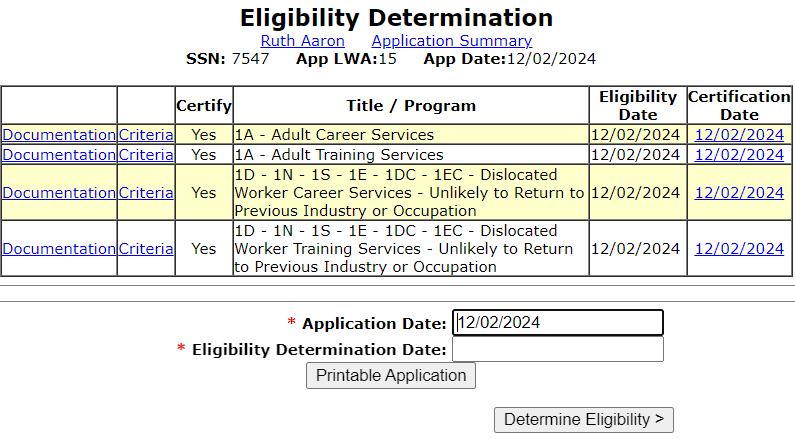 Eligibility Determination
Ruth Aaron Application Summary
SSN: 7547 App LWA:15 App Date:12/02/2024
Certify Title / Program Eligibility Date Certification Date
Documentation Criteria Yes 1A - Adult Career Services 12/02/2024 12/02/2024
Documentation Criteria Yes 1A - Adult Training Services 12/02/2024 12/02/2024
1D - 1N - 1S - 1E - 1DC - 1EC - Dislocated
Documentation Criteria Yes Worker Career Services - Unlikely to Return to 12/02/2024 12/02/2024
Previous Industry or Occupation
1D - 1N - 1S - 1E - 1DC - 1EC - Dislocated
Documentation Criteria Yes Worker Training Services - Unlikely to Return 12/02/2024 12/02/2024
to Previous Industry or Occupation
* Application Date: 12/02/2024
* Eligibility Determination Date:
Printable Application
Determine Eligibility >